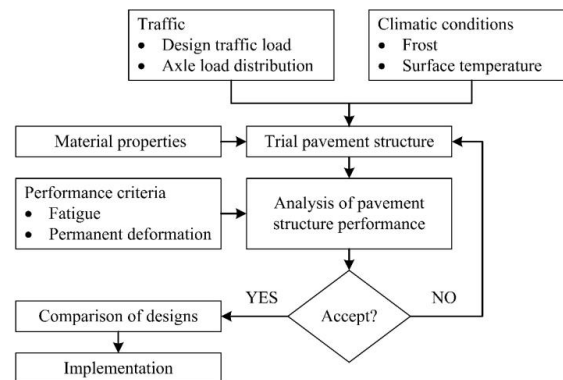 Traffic
• Design traffic load
• Axle load distribution
Climatic conditions
• Frost
• Surface temperature
Material properties
Trial pavement structure
Performance criteria
• Fatigue
• Permanent deformation
Analysis of pavement
structure performance
YES
Accept?
NO
Comparison of designs
Implementation